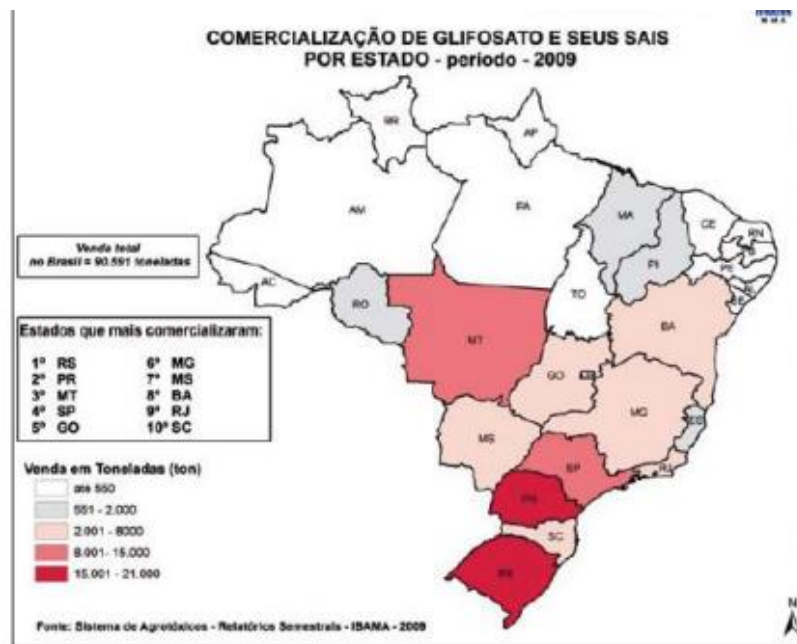 COMERCIALIZAÇÃO DE GLIFOSATO E SEUS SAIS
POR ESTADO - período - 2009
RR
AP
AM
PA
MA
CE
RN
PI
PE
AC
TO
RO
BA
MT
GO
MG
ES
MS
SP
RJ
PR
SC
RS
Venda total
no Brasil = 90.591 toneladas
Estados que mais comercializaram:
1º RS 6º MG
2º PR 7º MS
3º MT 8º BA
4º SP 9º RJ
5º GO 10º SC
Venda em Toneladas (ton)
até 550
551 - 2.000
2.001 - 8000
8.001- 15.000
15.001 - 21.000
Fonte: Sistema de Agrotóxicos - Relatórios Semestrais - IBAMA - 2009
N